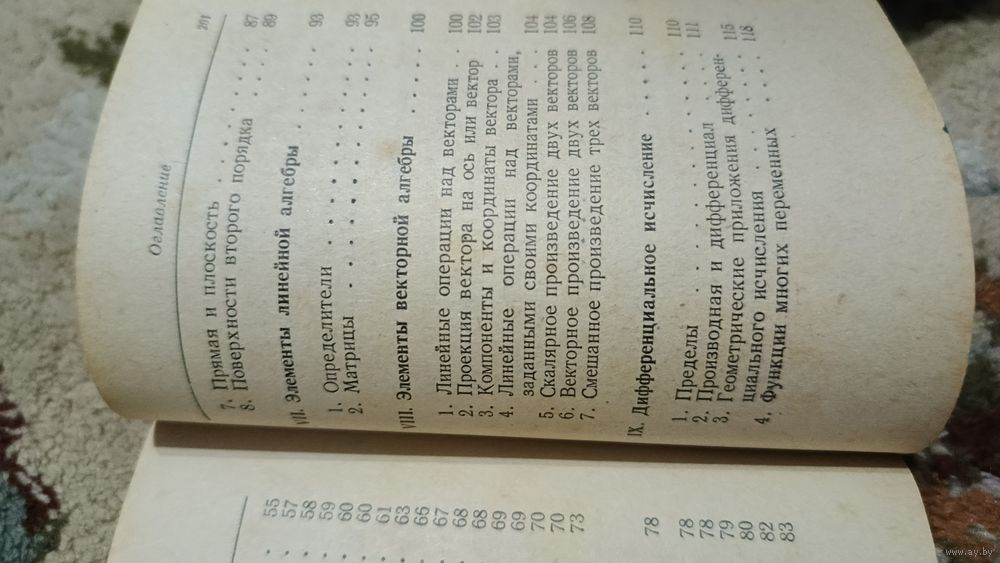 . 55
. 57
. 58
. 59
. 60
. 60
. 61
. 63
. 66
. 67
. 68
. 68
69
69
70
70
73
78
78
78
79
80
82
83
Оглавление
7. Прямая и плоскость . . . . . . . 87
8. Поверхности второго порядка . . . . 89
VII. Элементы линейной алгебры . . . . . 93
1. Определители . . . . . . . . . 93
2. Матрицы . . . . . . . . . . . 95
VIII. Элементы векторной алгебры . . . . . 100
1. Линейные операции над векторами . . 100
2. Проекция вектора на ось или вектор 102
3. Компоненты и координаты вектора . . 103
4. Линейные операции над векторами,
заданными своими координатами . . . . 104
5. Скалярное произведение двух векторов 104
6. Векторное произведение двух векторов 106
7. Смешанное произведение трех векторов 108
IX. Дифференциальное исчисление . . . . . 110
1. Пределы . . . . . . . . . . . 110
2. Производная и дифференциал . . . . 111
3. Геометрические приложения дифферен-
циального исчисления . . . . . . . 115
4. Функции многих переменных . . . . 118
www.ay.by